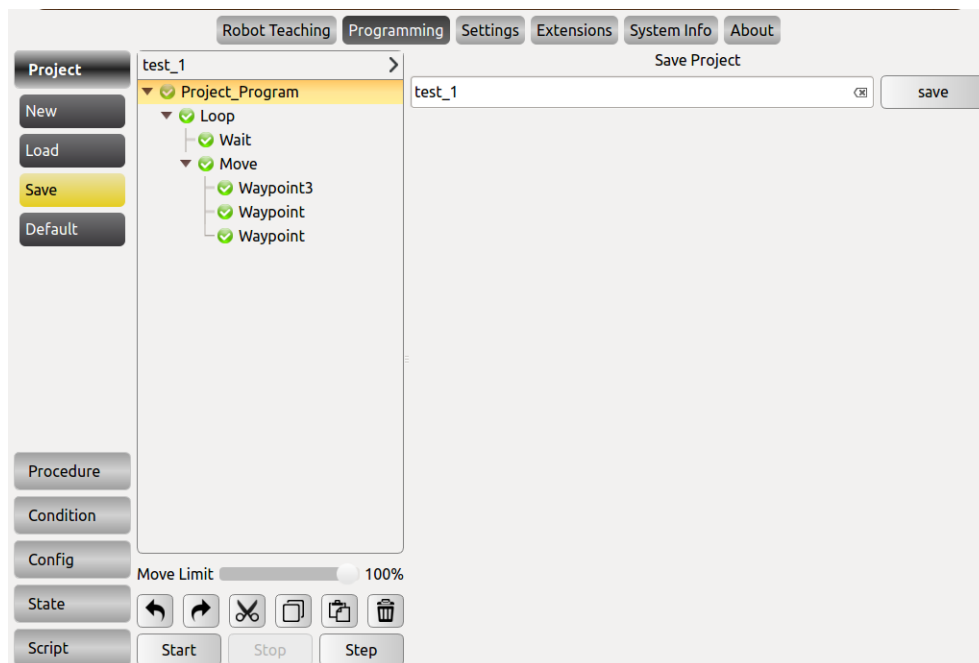 Robot Teaching Programming Settings Extensions System Info About
Project
New
Load
Save
Default
Procedure
Condition
Config
State
Script
test_1
Project_Program
Loop
Wait
Move
Waypoint3
Waypoint
Waypoint
Move Limit 100%
Start Stop Step
Save Project
test_1 save